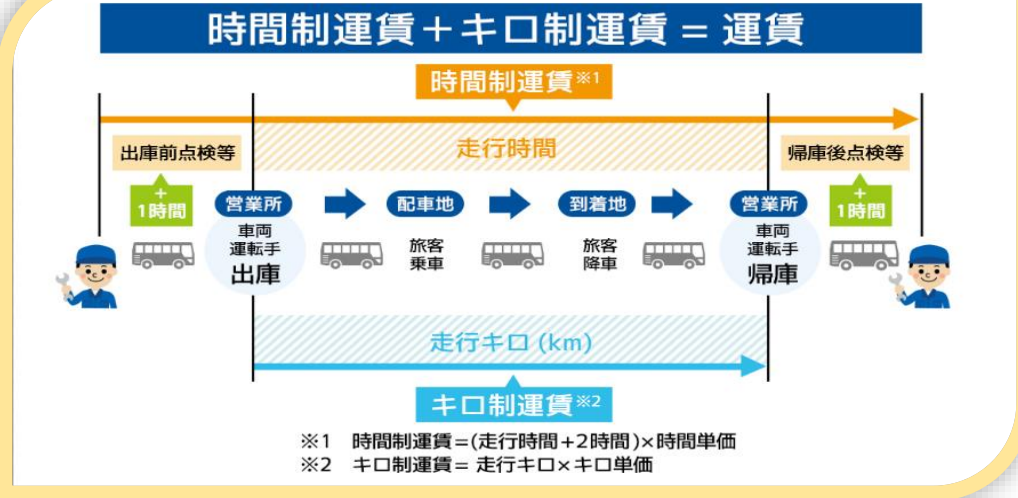 時間制運賃+キロ制運賃 = 運賃
時間制運賃※1
出庫前点検等
走行時間
帰庫後点検等
+
1時間
営業所
配車地
到着地
営業所
+
1時間
車両
運転手
出庫
旅客
乗車
旅客
降車
車両
運転手
帰庫
走行キロ (km)
キロ制運賃※2
※1 時間制運賃=(走行時間+2時間)×時間単価
※2 キロ制運賃= 走行キロ×キロ単価